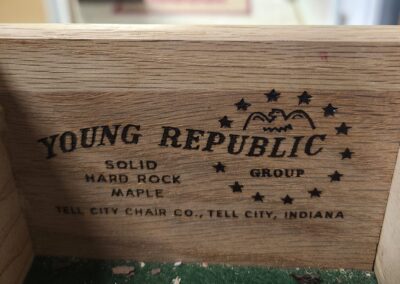 YOUNG REPUBLIC
GROUP
SOLID
HARD ROCK
MAPLE
TELL CITY CHAIR CO., TELL CITY, INDIANA